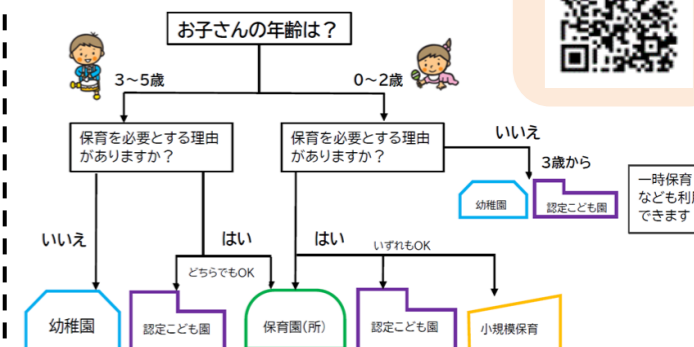 お子さんの年齢は？
3～5歳
0～2歳
保育を必要とする理由
がありますか？
保育を必要とする理由
がありますか？
いいえ
3歳から
幼稚園
認定こども園
一時保育
なども利用
できます
いいえ
はい
どちらでもOK
はい
いずれもOK
幼稚園
認定こども園
保育園(所)
認定こども園
小規模保育